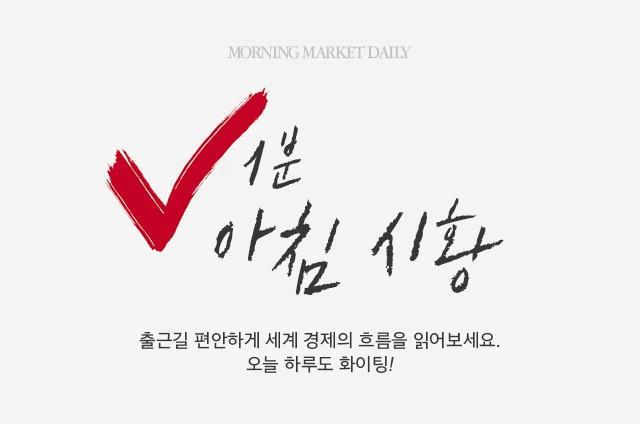 MORNING MARKET DAILY
1분
아침 시황
출근길 편안하게 세계 경제의 흐름을 읽어보세요.
오늘 하루도 화이팅!